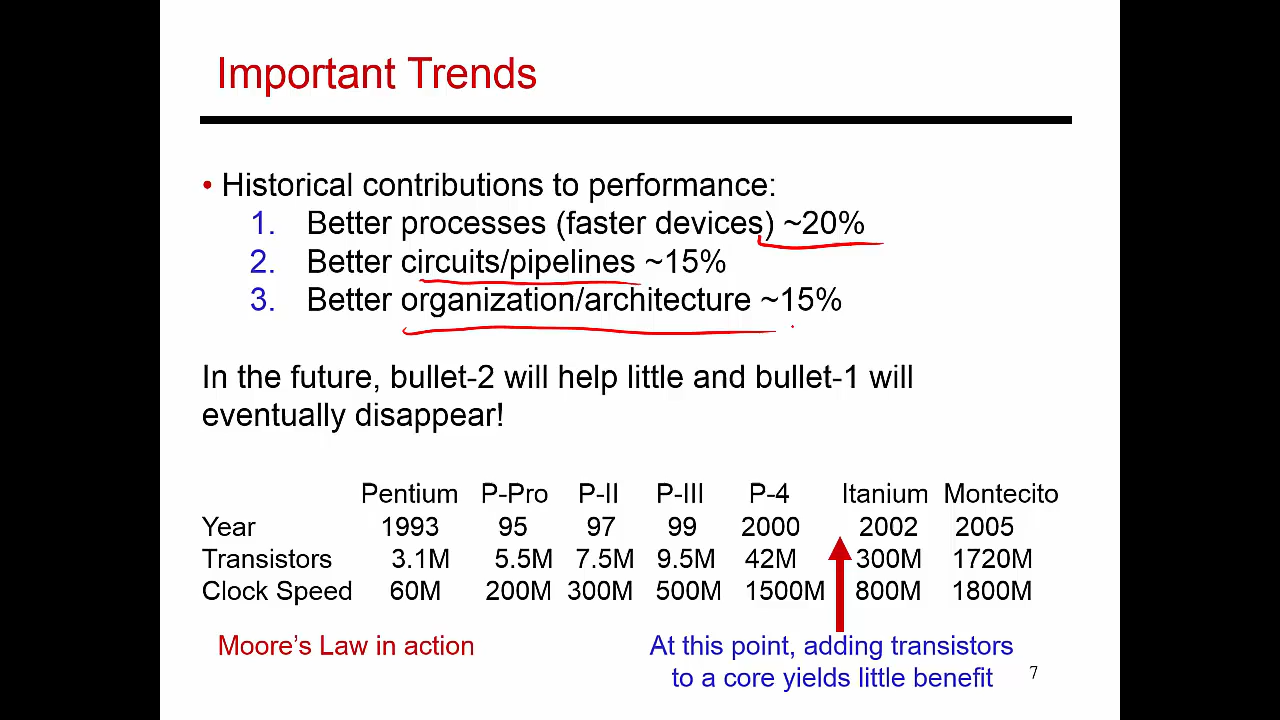 Important Trends
• Historical contributions to performance:
1. Better processes (faster devices) ~20%
2. Better circuits/pipelines ~15%
3. Better organization/architecture ~15%
In the future, bullet-2 will help little and bullet-1 will
eventually disappear!
Pentium P-Pro P-II P-III P-4 Itanium Montecito
Year 1993 95 97 99 2000 2002 2005
Transistors 3.1M 5.5M 7.5M 9.5M 42M 300M 1720M
Clock Speed 60M 200M 300M 500M 1500M 800M 1800M
Moore's Law in action
At this point, adding transistors
to a core yields little benefit
7